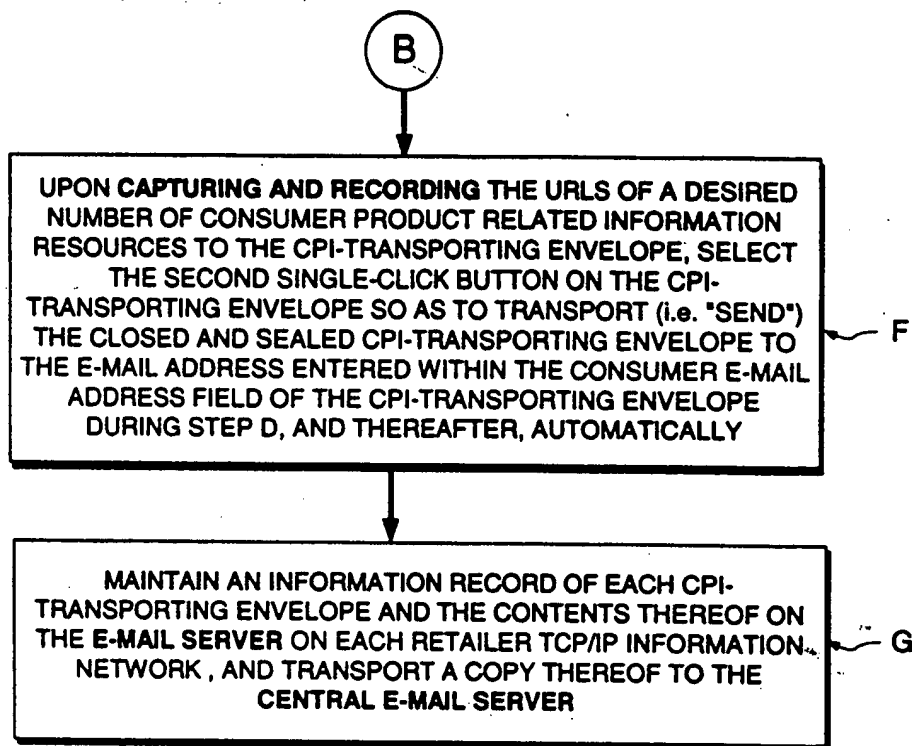 B
UPON CAPTURING AND RECORDING THE URLS OF A DESIRED
NUMBER OF CONSUMER PRODUCT RELATED INFORMATION
RESOURCES TO THE CPI-TRANSPORTING ENVELOPE, SELECT
THE SECOND SINGLE-CLICK BUTTON ON THE CPI-
TRANSPORTING ENVELOPE SO AS TO TRANSPORT (i.e. "SEND")
THE CLOSED AND SEALED CPI-TRANSPORTING ENVELOPE TO
THE E-MAIL ADDRESS ENTERED WITHIN THE CONSUMER E-MAIL
ADDRESS FIELD OF THE CPI-TRANSPORTING ENVELOPE
DURING STEP D, AND THEREAFTER, AUTOMATICALLY
F
MAINTAIN AN INFORMATION RECORD OF EACH CPI-
TRANSPORTING ENVELOPE AND THE CONTENTS THEREOF ON
THE E-MAIL SERVER ON EACH RETAILER TCP/IP INFORMATION
NETWORK , AND TRANSPORT A COPY THEREOF TO THE
CENTRAL E-MAIL SERVER
G